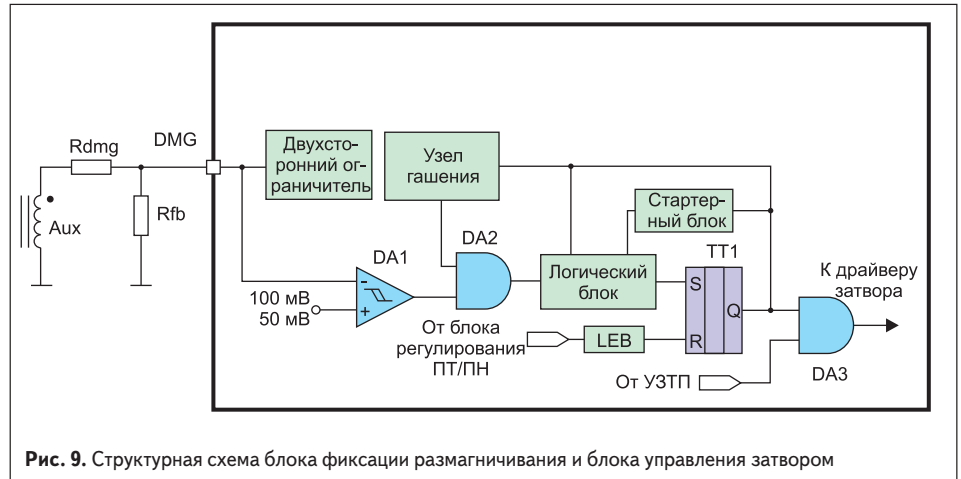 Двухсто-
ронний ог-
раничитель
Узел
гашения
Rdmg
DMG
Стартер-
ный блок
Aux
Rfb
DA1
DA2
TT1
К драйверу
затвора
Логический
блок
-
+
100 мВ
50 мВ
S
Q
R
От блока
регулирования
ПТ/ПН
LEB
От УЗТП
DA3
Рис. 9. Структурная схема блока фиксации размагничивания и блока управления затвором